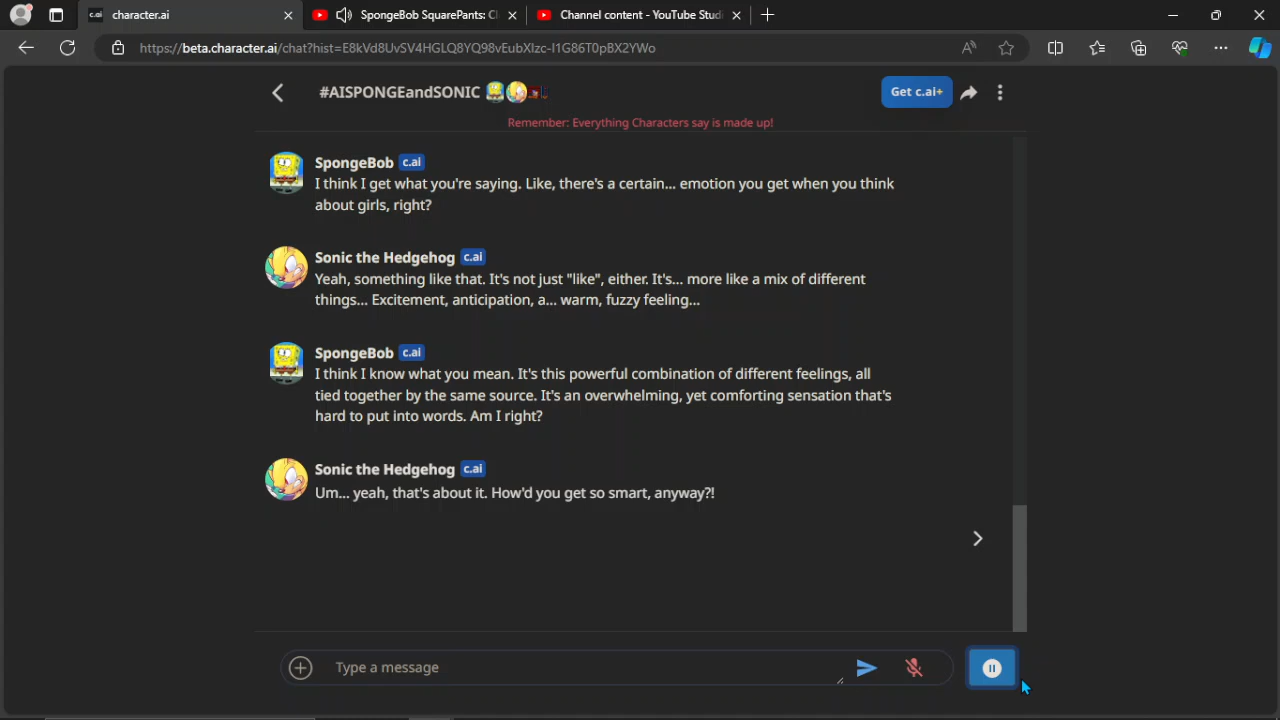 c.ai character.ai
SpongeBob SquarePants: Cl
Channel content - YouTube Studi
https://beta.character.ai/chat?hist=E8kVd8UvSV4HGLQ8YQ98vEubXlzc-I1G86T0pBX2YWo
#AISPONGEandSONIC
Get c.ai+
Remember: Everything Characters say is made up!
SpongeBob c.ai
I think I get what you're saying. Like, there's a certain... emotion you get when you think
about girls, right?
Sonic the Hedgehog c.ai
Yeah, something like that. It's not just "like", either. It's... more like a mix of different
things... Excitement, anticipation, a... warm, fuzzy feeling...
SpongeBob c.ai
I think I know what you mean. It's this powerful combination of different feelings, all
tied together by the same source. It's an overwhelming, yet comforting sensation that's
hard to put into words. Am I right?
Sonic the Hedgehog c.ai
Um... yeah, that's about it. How'd you get so smart, anyway?!
Type a message